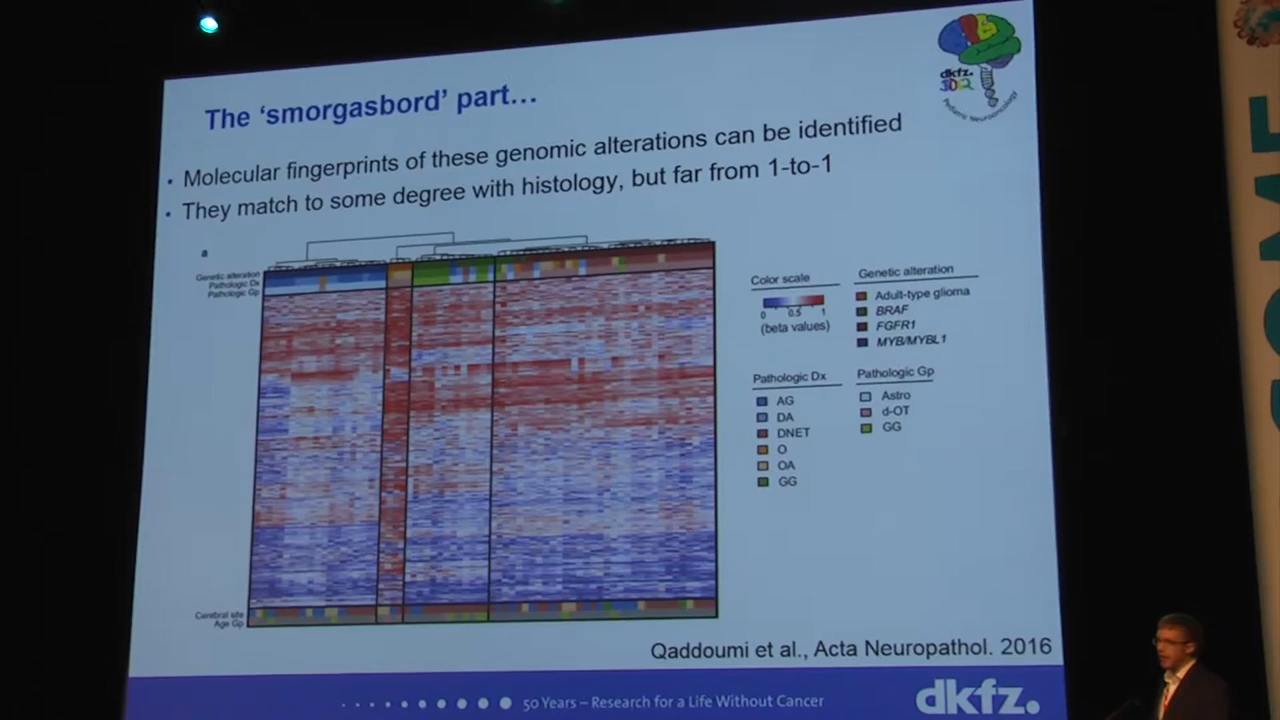 The ‘smorgasbord’ part...
• Molecular fingerprints of these genomic alterations can be identified
• They match to some degree with histology, but far from 1-to-1
dkfz.
Pediatric Neurooncology
a
Genetic alteration
Pathologic Dx
Pathologic Gp
Cerebral site
Age Gp
Color scale
0 0.5 1
(beta values)
Genetic alteration
Adult-type glioma
BRAF
FGFR1
MYB/MYBL1
Pathologic Dx
AG
DA
DNET
O
OA
GG
Pathologic Gp
Astro
d-OT
GG
Qaddoumi et al., Acta Neuropathol. 2016
50 Years – Research for a Life Without Cancer
dkfz.